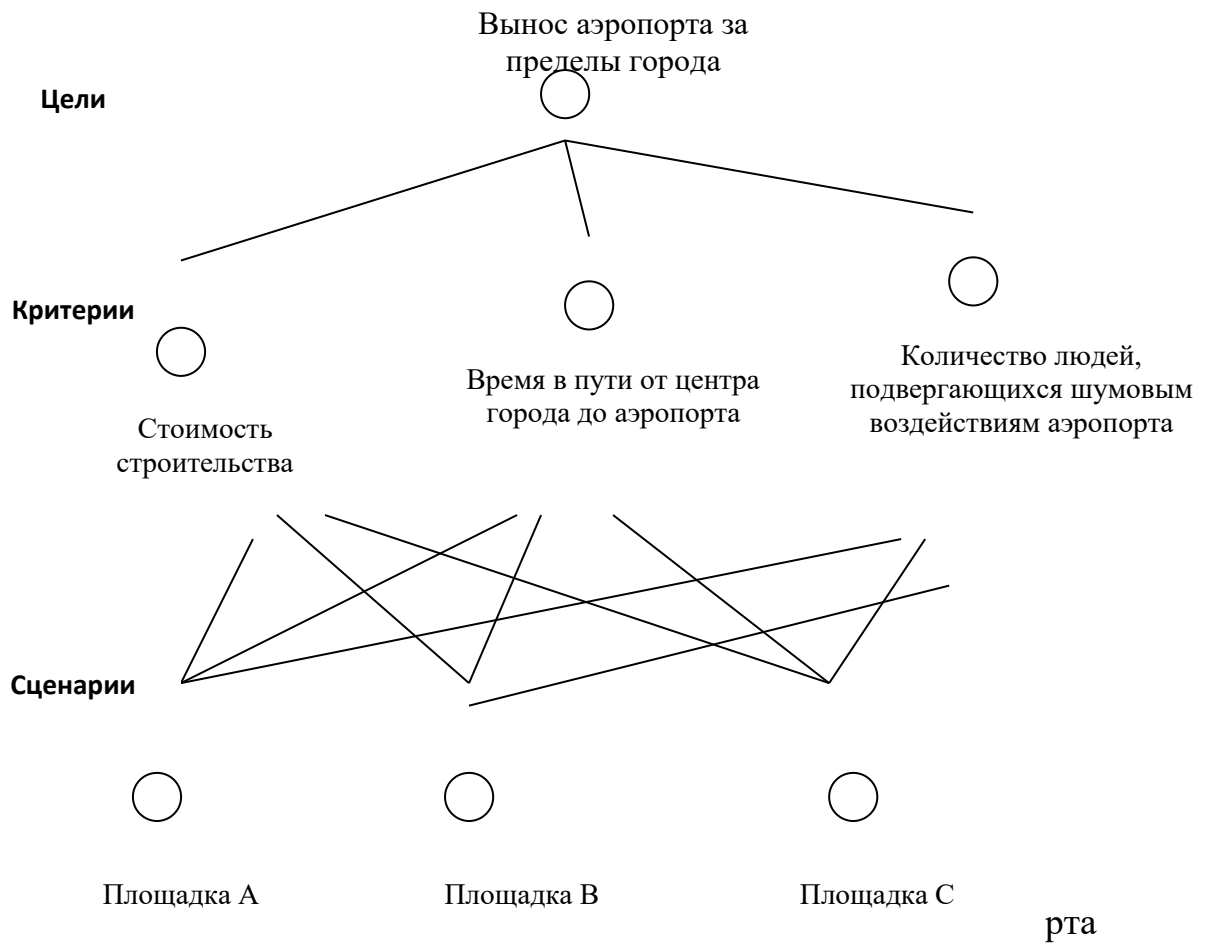 Вынос аэропорта за
пределы города
Цели
Критерии
Количество людей,
подвергающихся шумовым
воздействиям аэропорта
Время в пути от центра
города до аэропорта
Стоимость
строительства
Сценарии
Площадка А
Площадка В
Площадка С
рта